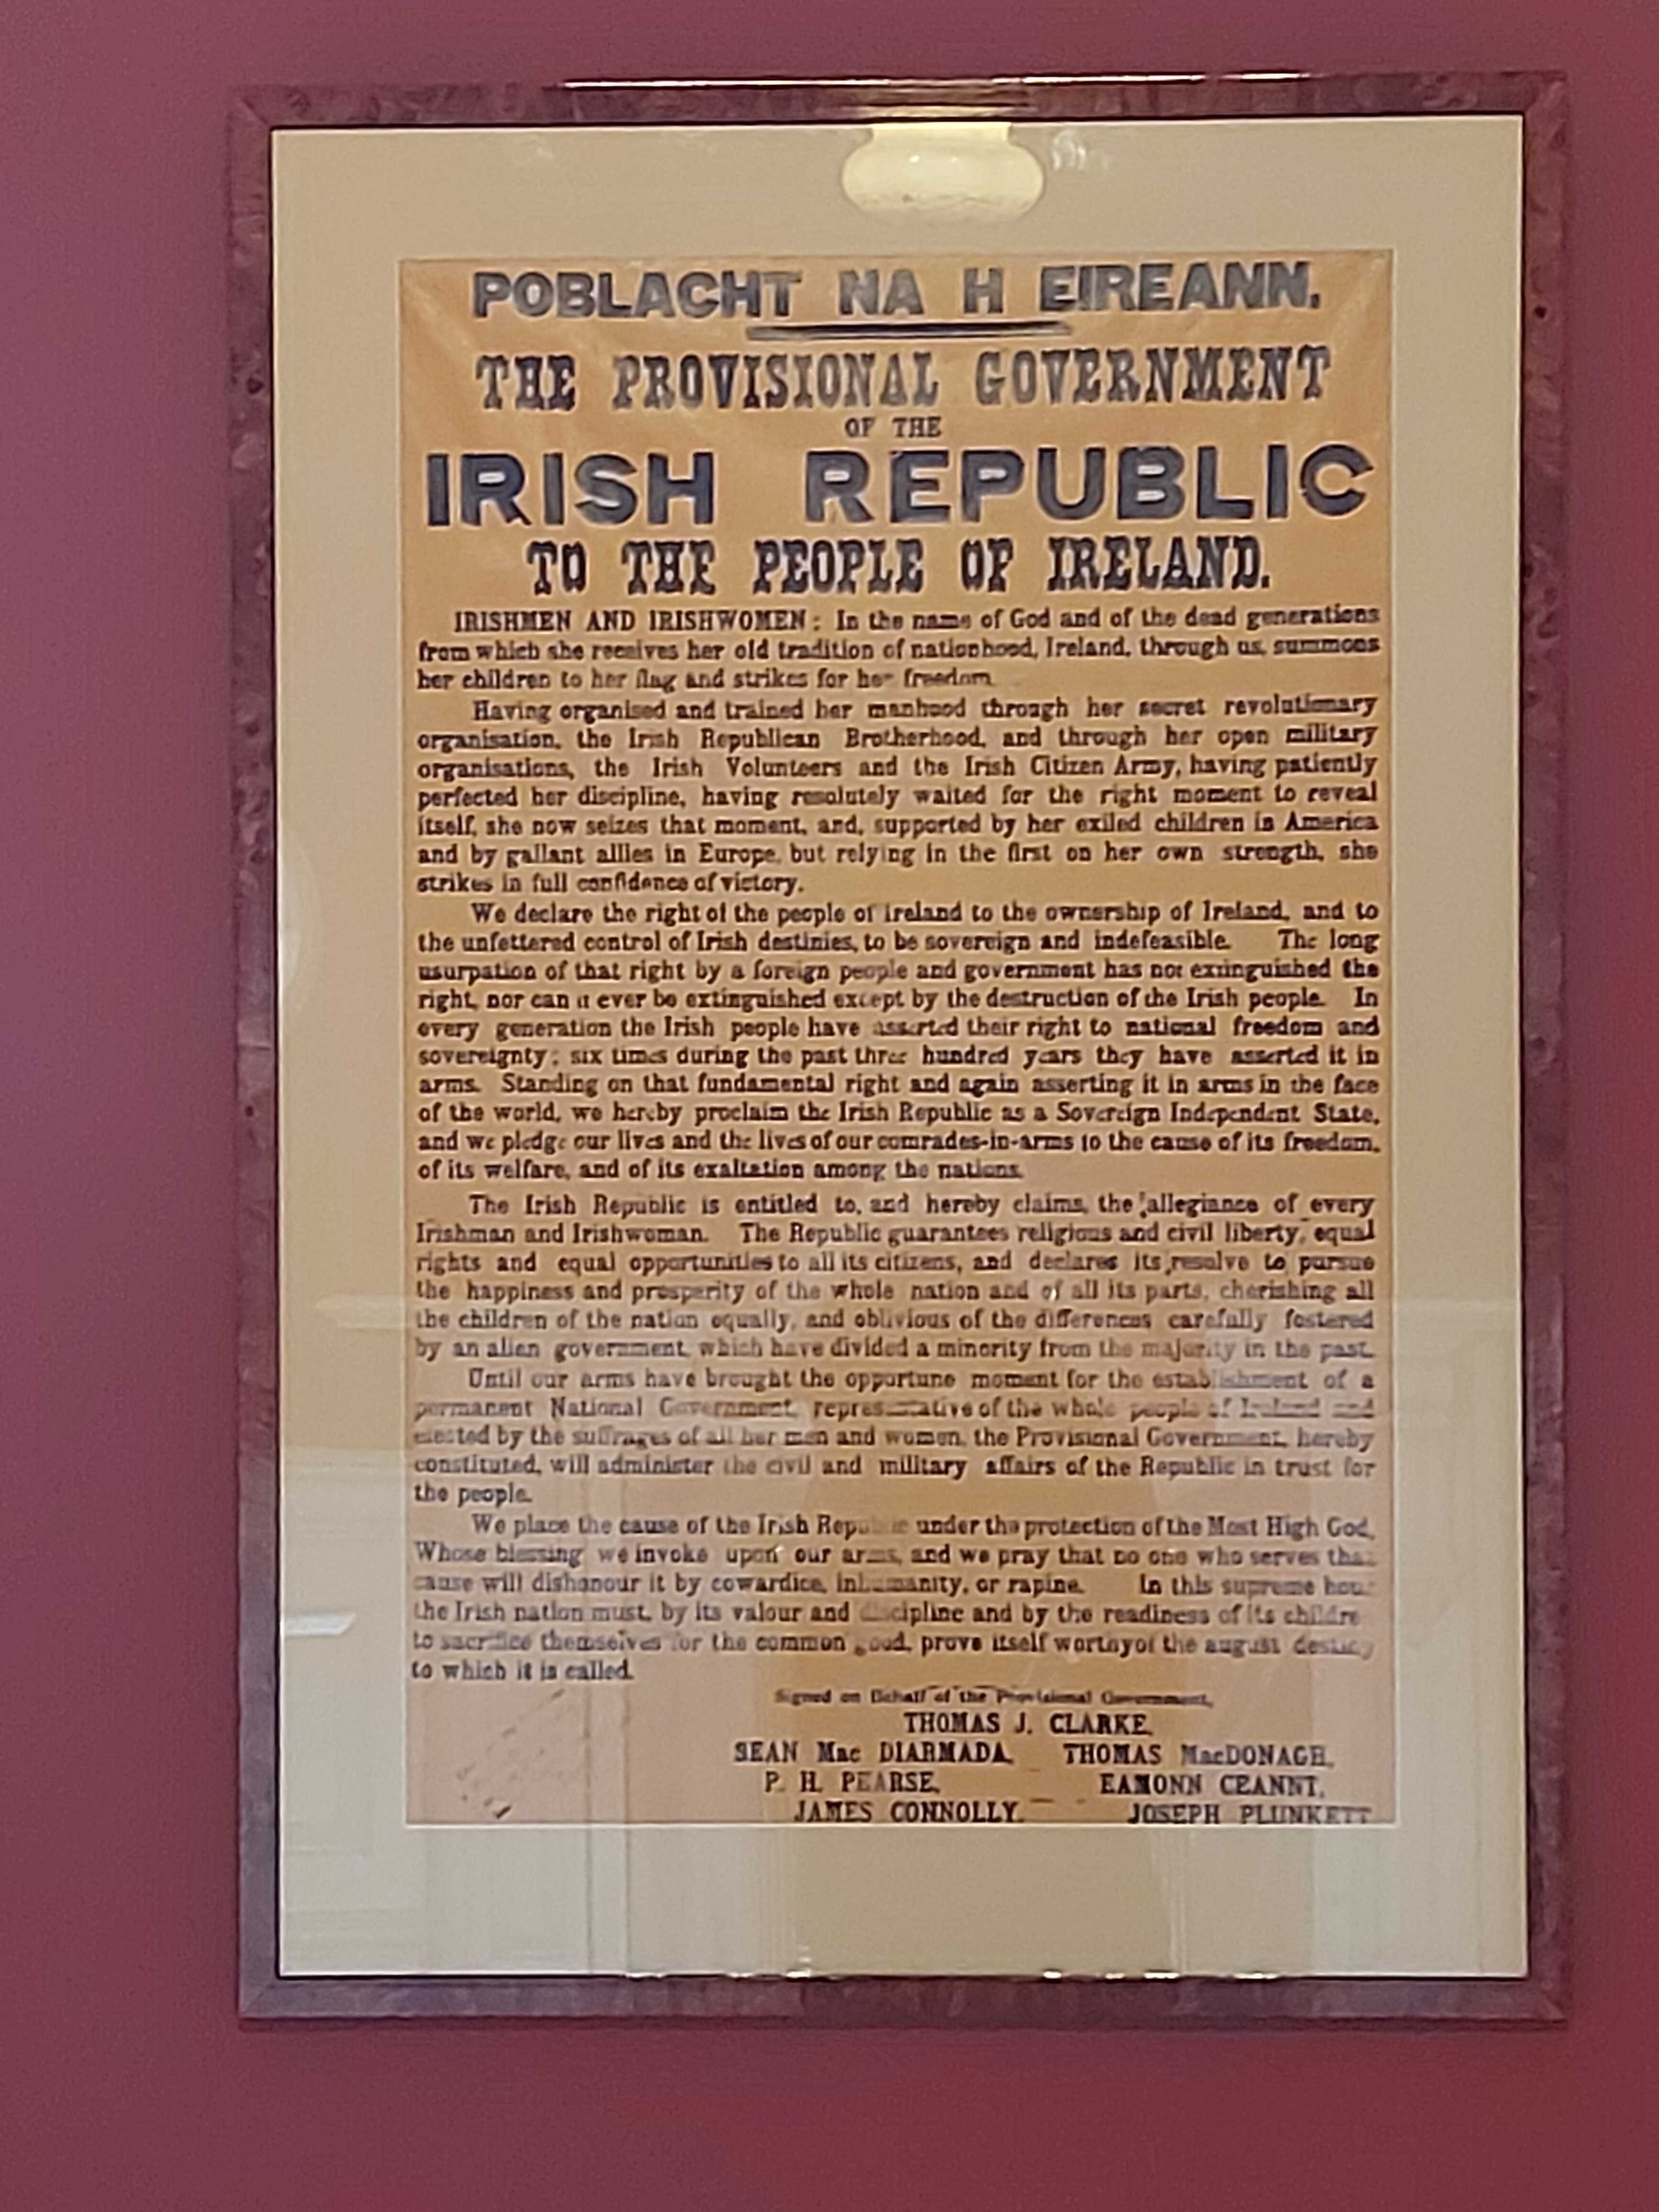 POBLACHT NA H EIREANN.
THE PROVISIONAL GOVERNMENT
OF THE
IRISH REPUBLIC
TO THE PEOPLE OF IRELAND.
IRISHMEN AND IRISHWOMEN : In the name of God and of the dead generations
from which she receives her old tradition of nationhood, Ireland, through us, summons
her children to her flag and strikes for her freedom.
Having organised and trained her manhood through her secret revolutionary
organisation, the Irish Republican Brotherhood, and through her open military
organisations, the Irish Volunteers and the Irish Citizen Army, having patiently
perfected her discipline, having resolutely waited for the right moment to reveal
itself, she now seizes that moment, and, supported by her exiled children in America
and by gallant allies in Europe, but relying in the first on her own strength, she
strikes in full confidence of victory.
We declare the right of the people of Ireland to the ownership of Ireland, and to
the unfettered control of Irish destinies, to be sovereign and indefeasible. The long
usurpation of that right by a foreign people and government has not extinguished the
right, nor can it ever be extinguished except by the destruction of the Irish people. In
every generation the Irish people have asserted their right to national freedom and
sovereignty ; six times during the past three hundred years they have asserted it in
arms. Standing on that fundamental right and again asserting it in arms in the face
of the world, we hereby proclaim the Irish Republic as a Sovereign Independent State,
and we pledge our lives and the lives of our comrades-in-arms to the cause of its freedom,
of its welfare, and of its exaltation among the nations.
The Irish Republic is entitled to, and hereby claims, the allegiance of every
Irishman and Irishwoman. The Republic guarantees religious and civil liberty, equal
rights and equal opportunities to all its citizens, and declares its resolve to pursue
the happiness and prosperity of the whole nation and of all its parts, cherishing all
the children of the nation equally, and oblivious of the differences carefully fostered
by an alien government, which have divided a minority from the majority in the past.
Until our arms have brought the opportune moment for the establishment of a
permanent National Government, representative of the whole people of Ireland and
elected by the suffrages of all her men and women, the Provisional Government, hereby
constituted, will administer the civil and military affairs of the Republic in trust for
the people.
We place the cause of the Irish Republic under the protection of the Most High God,
Whose blessing we invoke upon our arms, and we pray that no one who serves that
cause will dishonour it by cowardice, inhumanity, or rapine. In this supreme hour
the Irish nation must, by its valour and discipline and by the readiness of its childre
to sacrifice themselves for the common good, prove itself worthy of the august destiny
to which it is called.
Signed on Behalf of the Provisional Government,
THOMAS J. CLARKE,
SEAN Mac DIARMADA, THOMAS MacDONAGH,
P. H. PEARSE, EAMONN CEANNT,
JAMES CONNOLLY. JOSEPH PLUNKETT